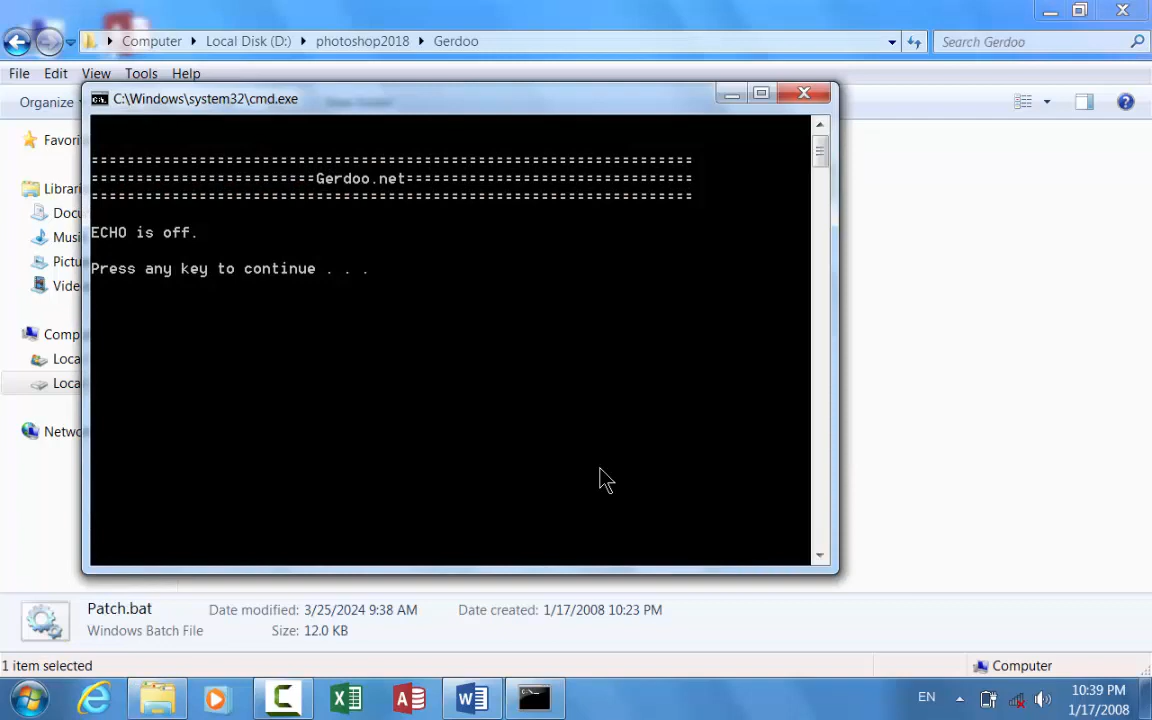 Computer Local Disk (D:) photoshop2018 Gerdoo Search Gerdoo
File Edit View Tools Help
Organize
C:\Windows\system32\cmd.exe
Favori
Librari
Docu
Musi
Pictu
Vide
Comp
Loca
Loca
Netwo
==================================================================
=========================Gerdoo.net===============================
==================================================================
ECHO is off.
Press any key to continue . . .
Patch.bat Date modified: 3/25/2024 9:38 AM Date created: 1/17/2008 10:23 PM
Windows Batch File Size: 12.0 KB
1 item selected Computer
EN 10:39 PM
1/17/2008